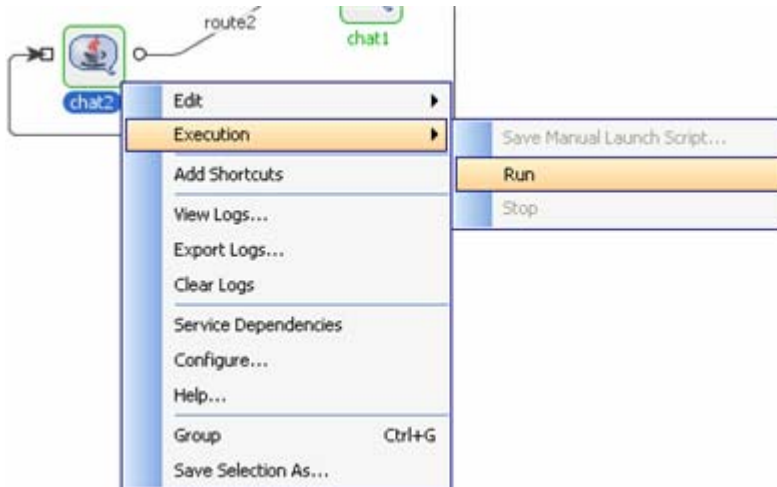 route2
chat1
chat2
Edit
Execution
Save Manual Launch Script...
Run
Stop
Add Shortcuts
View Logs...
Export Logs...
Clear Logs
Service Dependencies
Configure...
Help...
Group Ctrl+G
Save Selection As...